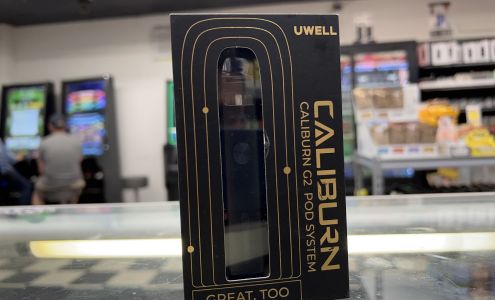 UWELL
CALIBURN
CALIBURN G2 POD SYSTEM
GREAT, TOO